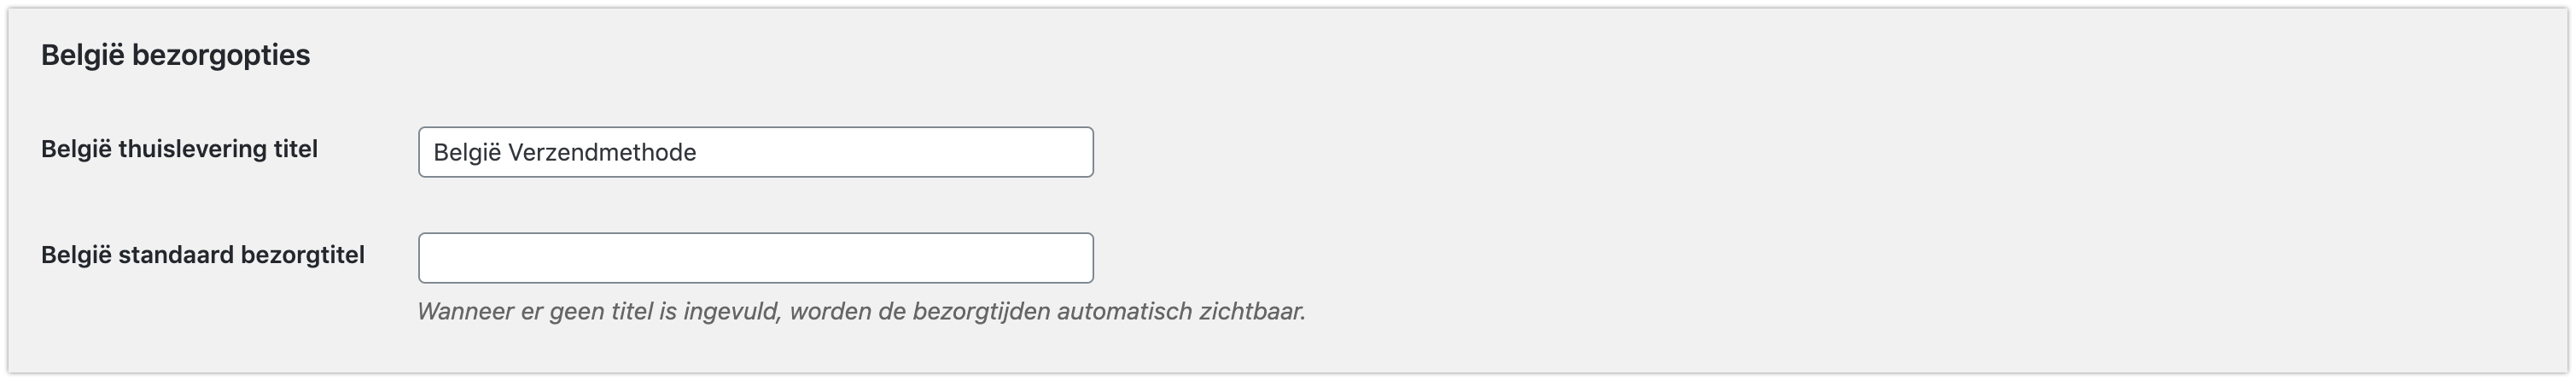 België bezorgopties
België thuislevering titel
België Verzendmethode
België standaard bezorgtitel
Wanneer er geen titel is ingevuld, worden de bezorgtijden automatisch zichtbaar.